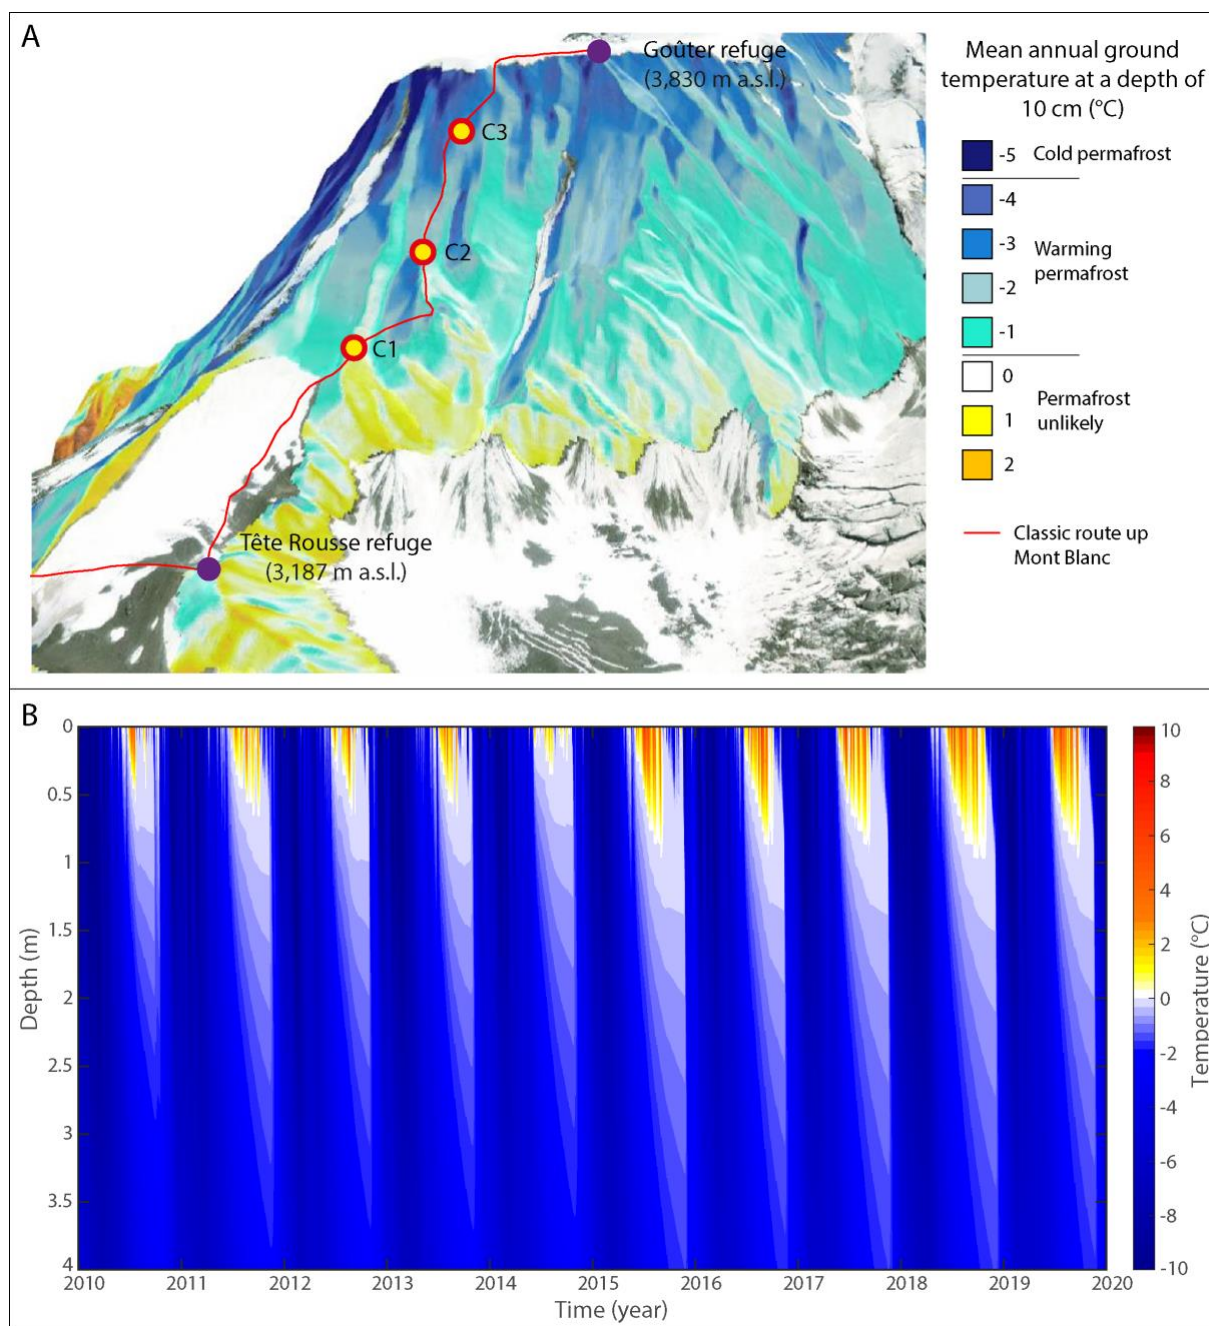 A
Goûter refuge
(3,830 m a.s.l.)
C3
C2
C1
Tête Rousse refuge
(3,187 m a.s.l.)
Mean annual ground
temperature at a depth of
10 cm (°C)
-5 Cold permafrost
-4
-3
Warming
permafrost
-2
-1
0
Permafrost
unlikely
1
2
Classic route up
Mont Blanc
B
0
0.5
1
1.5
2
2.5
3
3.5
4
Depth (m)
2010 2011 2012 2013 2014 2015 2016 2017 2018 2019 2020
Time (year)
10
8
6
4
2
0
-2
-4
-6
-8
-10
Temperature (°C)